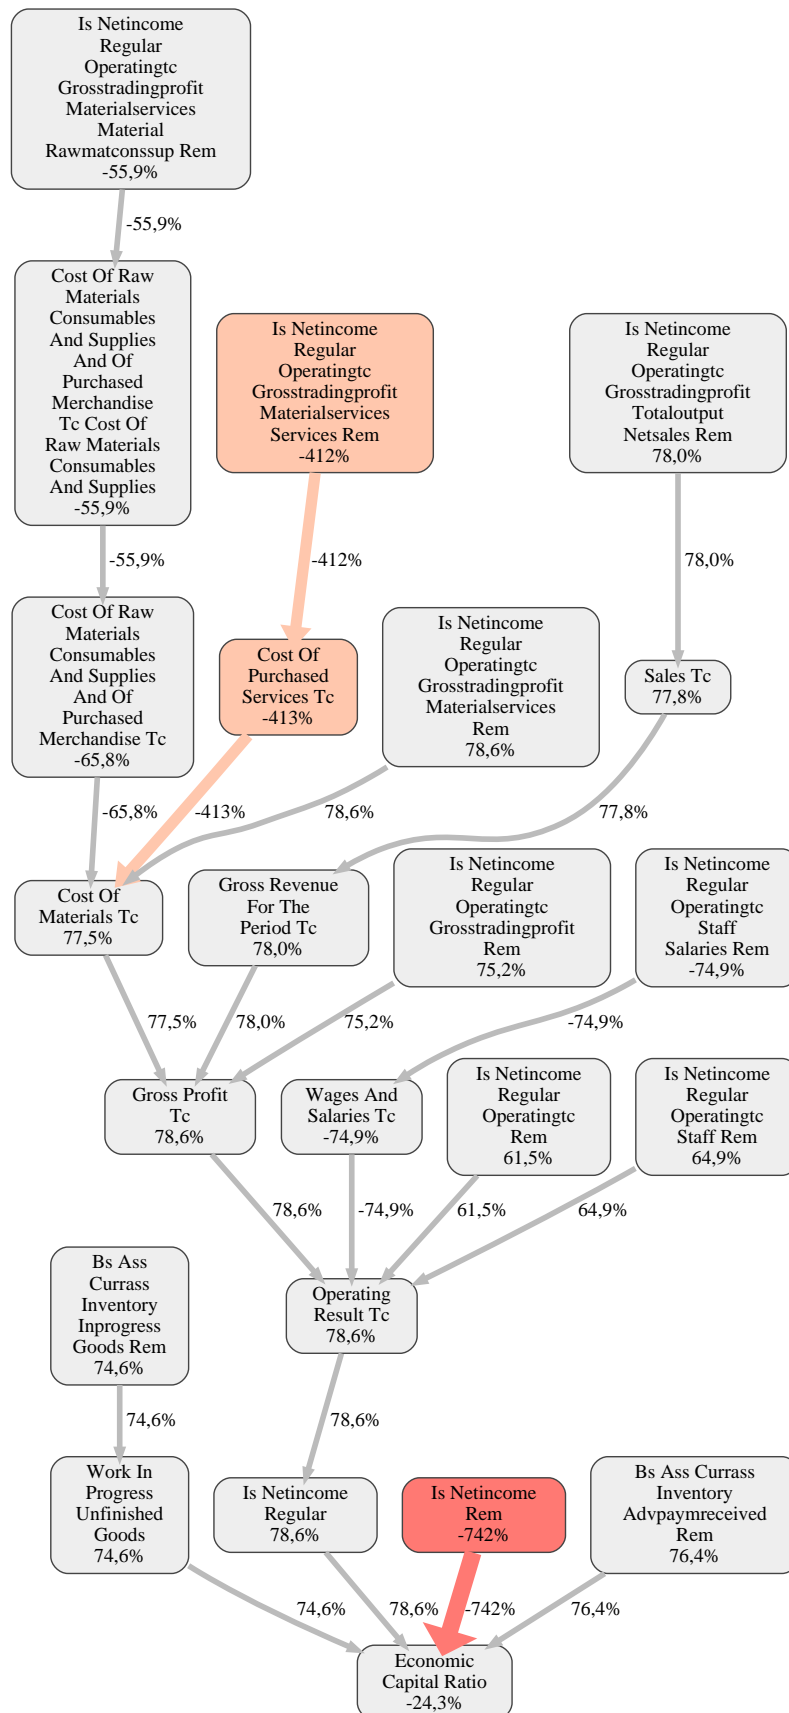 Is Netincome
Regular
Operatingtc
Grosstradingprofit
Materialservices
Material
Rawmatconssup Rem
-55,9%
-55,9%
Cost Of Raw
Materials
Consumables
And Supplies
And Of
Purchased
Merchandise
Tc Cost Of
Raw Materials
Consumables
And Supplies
-55,9%
Is Netincome
Regular
Operatingtc
Grosstradingprofit
Materialservices
Services Rem
-412%
Is Netincome
Regular
Operatingtc
Grosstradingprofit
Totaloutput
Netsales Rem
78,0%
-55,9%
-412%
78,0%
Cost Of Raw
Materials
Consumables
And Supplies
And Of
Purchased
Merchandise Tc
-65,8%
Cost Of
Purchased
Services Tc
-413%
Is Netincome
Regular
Operatingtc
Grosstradingprofit
Materialservices
Rem
78,6%
Sales Tc
77,8%
-65,8%
-413%
78,6%
77,8%
Cost Of
Materials Tc
77,5%
Gross Revenue
For The
Period Tc
78,0%
Is Netincome
Regular
Operatingtc
Grosstradingprofit
Rem
75,2%
Is Netincome
Regular
Operatingtc
Staff
Salaries Rem
-74,9%
77,5%
78,0%
75,2%
-74,9%
Gross Profit
Tc
78,6%
Wages And
Salaries Tc
-74,9%
Is Netincome
Regular
Operatingtc
Rem
61,5%
Is Netincome
Regular
Operatingtc
Staff Rem
64,9%
78,6%
-74,9%
61,5%
64,9%
Bs Ass
Currass
Inventory
Inprogress
Goods Rem
74,6%
Operating
Result Tc
78,6%
74,6%
78,6%
Work In
Progress
Unfinished
Goods
74,6%
Is Netincome
Regular
78,6%
Is Netincome
Rem
-742%
Bs Ass Currass
Inventory
Advpaymreceived
Rem
76,4%
74,6%
78,6%
-742%
76,4%
Economic
Capital Ratio
-24,3%